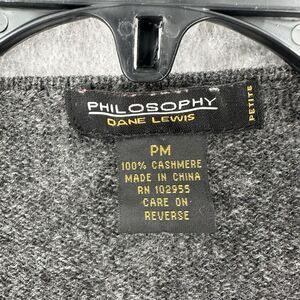 PHILOSOPHY
DANE LEWIS
PETITE
PM
100% CASHMERE
MADE IN CHINA
RN 102955
CARE ON
REVERSE